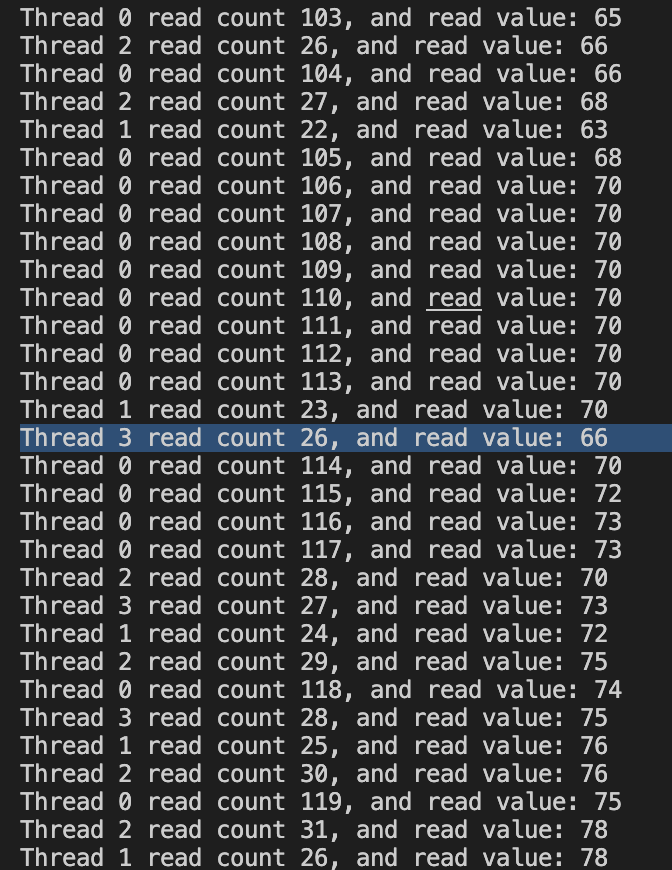 Thread 0 read count 103, and read value: 65
Thread 2 read count 26, and read value: 66
Thread 0 read count 104, and read value: 66
Thread 2 read count 27, and read value: 68
Thread 1 read count 22, and read value: 63
Thread 0 read count 105, and read value: 68
Thread 0 read count 106, and read value: 70
Thread 0 read count 107, and read value: 70
Thread 0 read count 108, and read value: 70
Thread 0 read count 109, and read value: 70
Thread 0 read count 110, and read value: 70
Thread 0 read count 111, and read value: 70
Thread 0 read count 112, and read value: 70
Thread 0 read count 113, and read value: 70
Thread 1 read count 23, and read value: 70
Thread 3 read count 26, and read value: 66
Thread 0 read count 114, and read value: 70
Thread 0 read count 115, and read value: 72
Thread 0 read count 116, and read value: 73
Thread 0 read count 117, and read value: 73
Thread 2 read count 28, and read value: 70
Thread 3 read count 27, and read value: 73
Thread 1 read count 24, and read value: 72
Thread 2 read count 29, and read value: 75
Thread 0 read count 118, and read value: 74
Thread 3 read count 28, and read value: 75
Thread 1 read count 25, and read value: 76
Thread 2 read count 30, and read value: 76
Thread 0 read count 119, and read value: 75
Thread 2 read count 31, and read value: 78
Thread 1 read count 26, and read value: 78